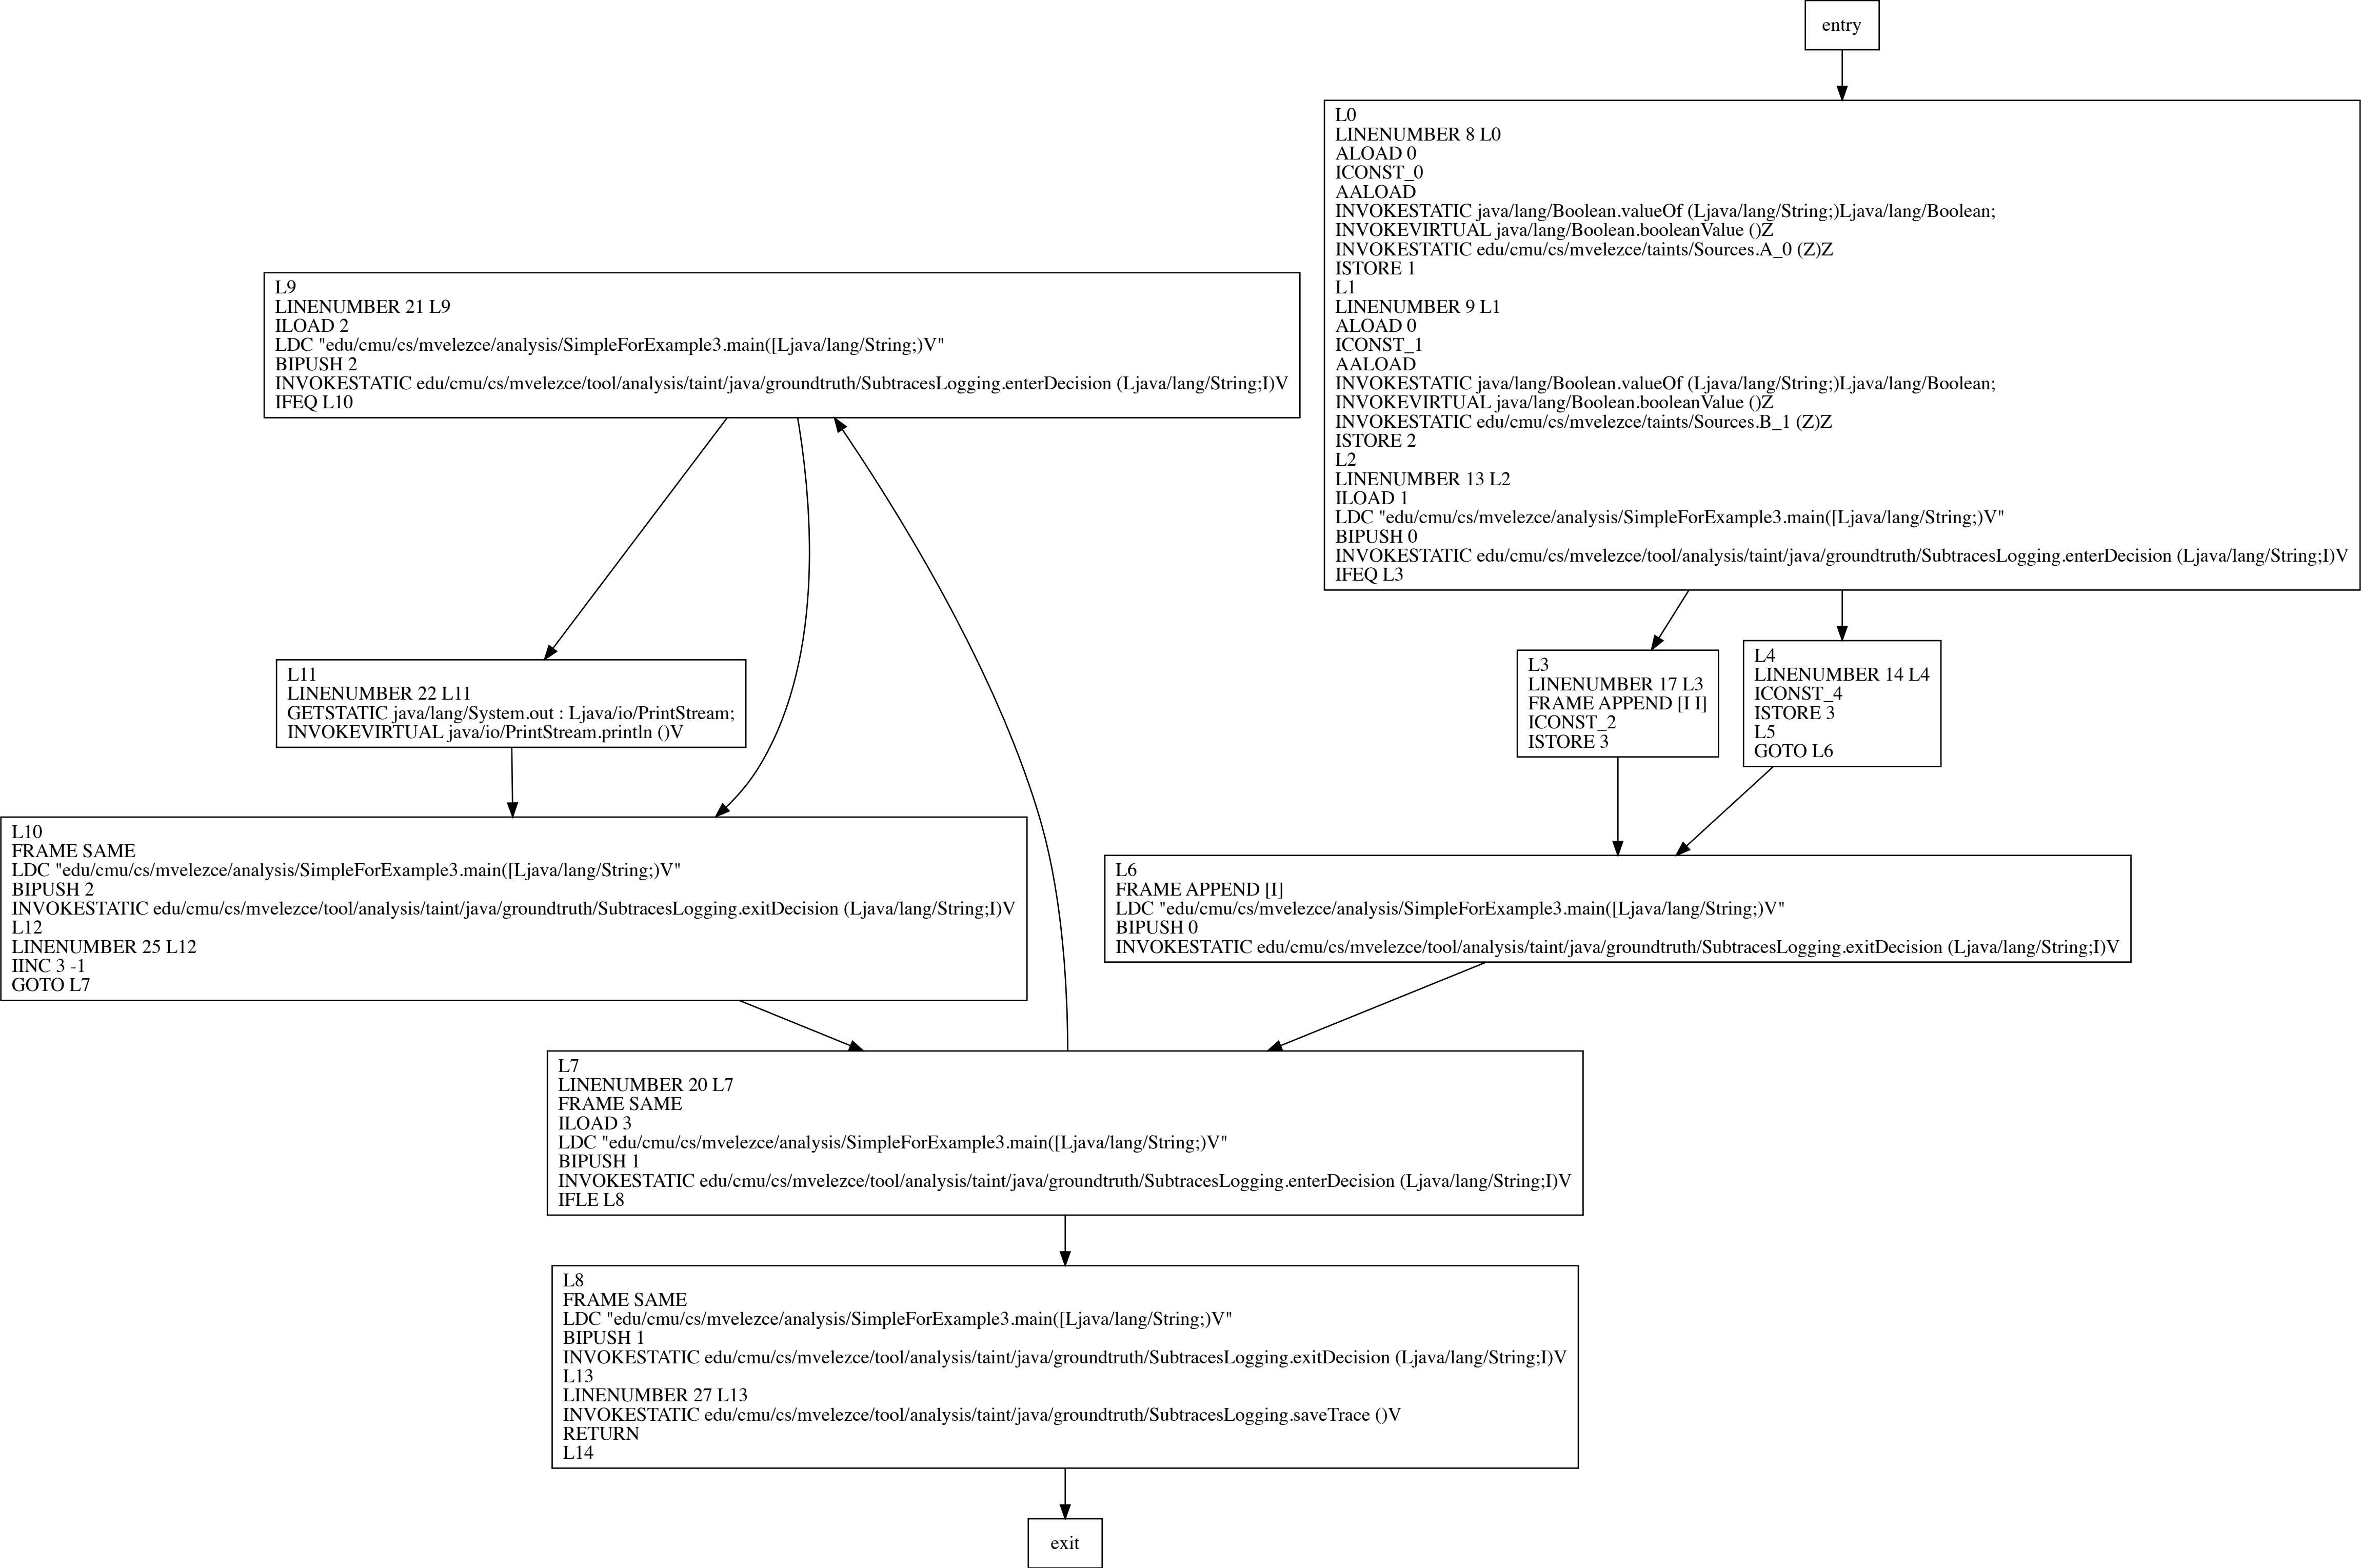 entry
L0
LINENUMBER 8 L0
ALOAD 0
ICONST_0
AALOAD
INVOKESTATIC java/lang/Boolean.valueOf (Ljava/lang/String;)Ljava/lang/Boolean;
INVOKEVIRTUAL java/lang/Boolean.booleanValue ()Z
INVOKESTATIC edu/cmu/cs/mvelezce/taints/Sources.A_0 (Z)Z
ISTORE 1
L1
LINENUMBER 9 L1
ALOAD 0
ICONST_1
AALOAD
INVOKESTATIC java/lang/Boolean.valueOf (Ljava/lang/String;)Ljava/lang/Boolean;
INVOKEVIRTUAL java/lang/Boolean.booleanValue ()Z
INVOKESTATIC edu/cmu/cs/mvelezce/taints/Sources.B_1 (Z)Z
ISTORE 2
L2
LINENUMBER 13 L2
ILOAD 1
LDC "edu/cmu/cs/mvelezce/analysis/SimpleForExample3.main([Ljava/lang/String;)V"
BIPUSH 0
INVOKESTATIC edu/cmu/cs/mvelezce/tool/analysis/taint/java/groundtruth/SubtracesLogging.enterDecision (Ljava/lang/String;I)V
IFEQ L3
L9
LINENUMBER 21 L9
ILOAD 2
LDC "edu/cmu/cs/mvelezce/analysis/SimpleForExample3.main([Ljava/lang/String;)V"
BIPUSH 2
INVOKESTATIC edu/cmu/cs/mvelezce/tool/analysis/taint/java/groundtruth/SubtracesLogging.enterDecision (Ljava/lang/String;I)V
IFEQ L10
L11
LINENUMBER 22 L11
GETSTATIC java/lang/System.out : Ljava/io/PrintStream;
INVOKEVIRTUAL java/io/PrintStream.println ()V
L3
LINENUMBER 17 L3
FRAME APPEND [I I]
ICONST_2
ISTORE 3
L4
LINENUMBER 14 L4
ICONST_4
ISTORE 3
L5
GOTO L6
L10
FRAME SAME
LDC "edu/cmu/cs/mvelezce/analysis/SimpleForExample3.main([Ljava/lang/String;)V"
BIPUSH 2
INVOKESTATIC edu/cmu/cs/mvelezce/tool/analysis/taint/java/groundtruth/SubtracesLogging.exitDecision (Ljava/lang/String;I)V
L12
LINENUMBER 25 L12
IINC 3 -1
GOTO L7
L6
FRAME APPEND [I]
LDC "edu/cmu/cs/mvelezce/analysis/SimpleForExample3.main([Ljava/lang/String;)V"
BIPUSH 0
INVOKESTATIC edu/cmu/cs/mvelezce/tool/analysis/taint/java/groundtruth/SubtracesLogging.exitDecision (Ljava/lang/String;I)V
L7
LINENUMBER 20 L7
FRAME SAME
ILOAD 3
LDC "edu/cmu/cs/mvelezce/analysis/SimpleForExample3.main([Ljava/lang/String;)V"
BIPUSH 1
INVOKESTATIC edu/cmu/cs/mvelezce/tool/analysis/taint/java/groundtruth/SubtracesLogging.enterDecision (Ljava/lang/String;I)V
IFLE L8
L8
FRAME SAME
LDC "edu/cmu/cs/mvelezce/analysis/SimpleForExample3.main([Ljava/lang/String;)V"
BIPUSH 1
INVOKESTATIC edu/cmu/cs/mvelezce/tool/analysis/taint/java/groundtruth/SubtracesLogging.exitDecision (Ljava/lang/String;I)V
L13
LINENUMBER 27 L13
INVOKESTATIC edu/cmu/cs/mvelezce/tool/analysis/taint/java/groundtruth/SubtracesLogging.saveTrace ()V
RETURN
L14
exit